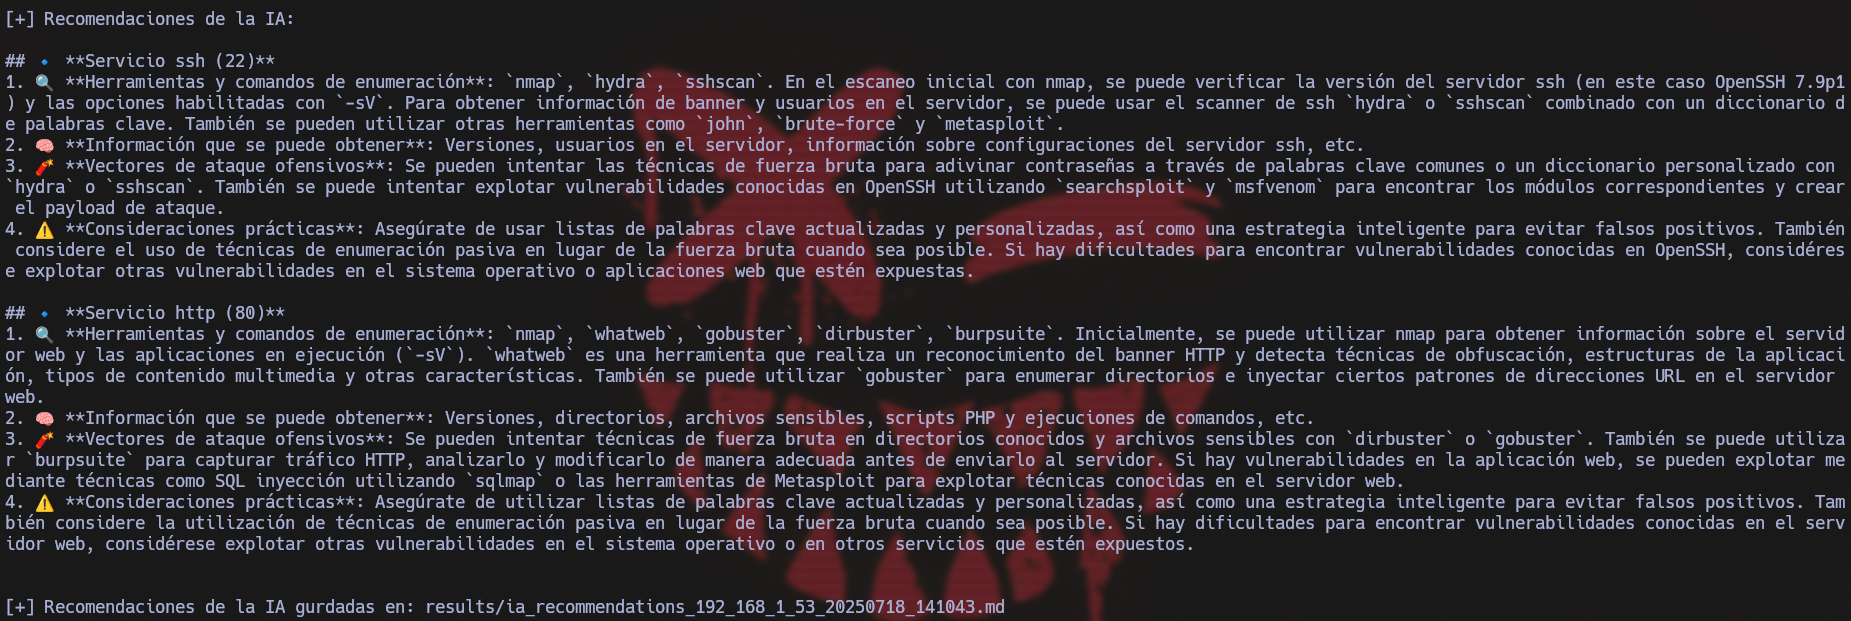 [+] Recomendaciones de la IA:
## 🔹 **Servicio ssh (22)**
1. 🔍 **Herramientas y comandos de enumeración**: `nmap`, `hydra`, `sshscan`. En el escaneo inicial con nmap, se puede verificar la versión del servidor ssh (en este caso OpenSSH 7.9p1
) y las opciones habilitadas con `-sV`. Para obtener información de banner y usuarios en el servidor, se puede usar el scanner de ssh `hydra` o `sshscan` combinado con un diccionario d
e palabras clave. También se pueden utilizar otras herramientas como `john`, `brute-force` y `metasploit`.
2. 🧠 **Información que se puede obtener**: Versiones, usuarios en el servidor, información sobre configuraciones del servidor ssh, etc.
3. 🧨 **Vectores de ataque ofensivos**: Se pueden intentar las técnicas de fuerza bruta para adivinar contraseñas a través de palabras clave comunes o un diccionario personalizado con
`hydra` o `sshscan`. También se puede intentar explotar vulnerabilidades conocidas en OpenSSH utilizando `searchsploit` y `msfvenom` para encontrar los módulos correspondientes y crear
el payload de ataque.
4. ⚠️ **Consideraciones prácticas**: Asegúrate de usar listas de palabras clave actualizadas y personalizadas, así como una estrategia inteligente para evitar falsos positivos. También
considere el uso de técnicas de enumeración pasiva en lugar de la fuerza bruta cuando sea posible. Si hay dificultades para encontrar vulnerabilidades conocidas en OpenSSH, consideres
e explotar otras vulnerabilidades en el sistema operativo o aplicaciones web que estén expuestas.
## 🔹 **Servicio http (80)**
1. 🔍 **Herramientas y comandos de enumeración**: `nmap`, `whatweb`, `gobuster`, `dirbuster`, `burpsuite`. Inicialmente, se puede utilizar nmap para obtener información sobre el servid
or web y las aplicaciones en ejecución (`-sV`). `whatweb` es una herramienta que realiza un reconocimiento del banner HTTP y detecta técnicas de obfuscación, estructuras de la aplicaci
ón, tipos de contenido multimedia y otras características. También se puede utilizar `gobuster` para enumerar directorios e inyectar ciertos patrones de direcciones URL en el servidor
web.
2. 🧠 **Información que se puede obtener**: Versiones, directorios, archivos sensibles, scripts PHP y ejecuciones de comandos, etc.
3. 🧨 **Vectores de ataque ofensivos**: Se pueden intentar técnicas de fuerza bruta en directorios conocidos y archivos sensibles con `dirbuster` o `gobuster`. También se puede utiliza
r `burpsuite` para capturar tráfico HTTP, analizarlo y modificarlo de manera adecuada antes de enviarlo al servidor. Si hay vulnerabilidades en la aplicación web, se pueden explotar me
diante técnicas como SQL inyección utilizando `sqlmap` o las herramientas de Metasploit para explotar técnicas conocidas en el servidor web.
4. ⚠️ **Consideraciones prácticas**: Asegúrate de utilizar listas de palabras clave actualizadas y personalizadas, así como una estrategia inteligente para evitar falsos positivos. Tam
bién considere la utilización de técnicas de enumeración pasiva en lugar de la fuerza bruta cuando sea posible. Si hay dificultades para encontrar vulnerabilidades conocidas en el serv
idor web, considérese explotar otras vulnerabilidades en el sistema operativo o en otros servicios que estén expuestos.
[+] Recomendaciones de la IA gurdadas en: results/ia_recommendations_192_168_1_53_20250718_141043.md